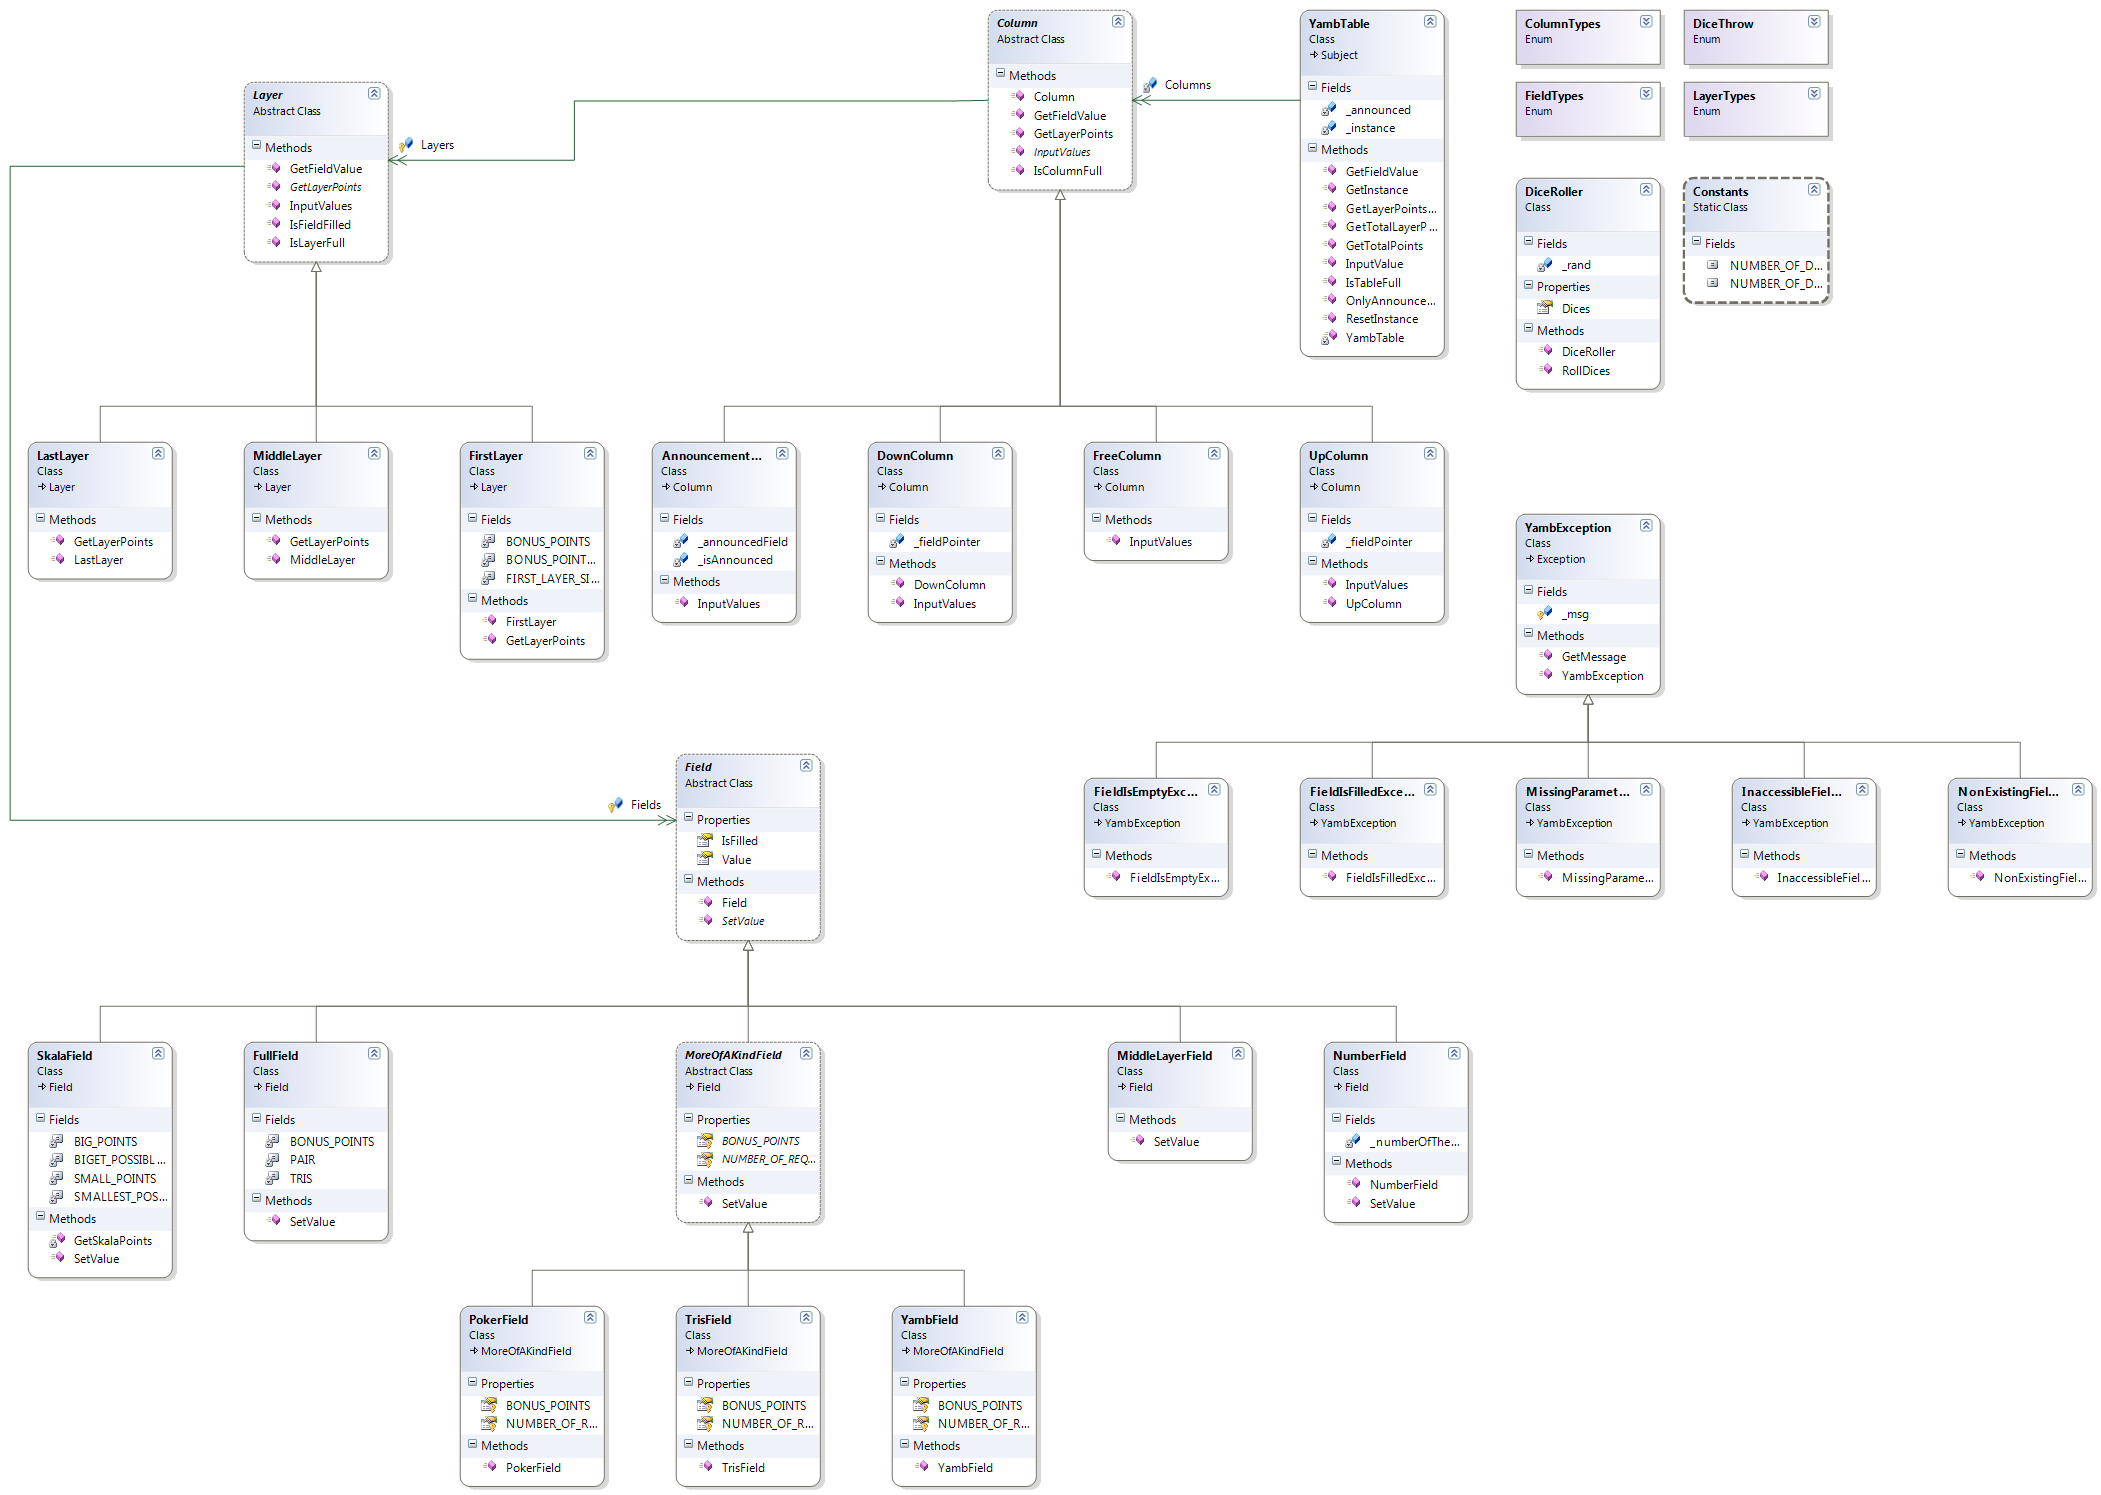 Column
Abstract Class
Methods
Column
GetFieldValue
GetLayerPoints
InputValues
IsColumnFull
YambTable
Class
Subject
Fields
_announced
_instance
Methods
GetFieldValue
GetInstance
GetLayerPoints...
GetTotalLayerP...
GetTotalPoints
InputValue
IsTableFull
OnlyAnnounce...
ResetInstance
YambTable
Columns
ColumnTypes
Enum
DiceThrow
Enum
FieldTypes
Enum
LayerTypes
Enum
Layer
Abstract Class
Methods
GetFieldValue
GetLayerPoints
InputValues
IsFieldFilled
IsLayerFull
Layers
DiceRoller
Class
Fields
_rand
Properties
Dices
Methods
DiceRoller
RollDices
Constants
Static Class
Fields
NUMBER_OF_D...
NUMBER_OF_D...
LastLayer
Class
Layer
Methods
GetLayerPoints
LastLayer
MiddleLayer
Class
Layer
Methods
GetLayerPoints
MiddleLayer
FirstLayer
Class
Layer
Fields
BONUS_POINTS
BONUS_POINT...
FIRST_LAYER_SI...
Methods
FirstLayer
GetLayerPoints
Announcement...
Class
Column
Fields
_announcedField
_isAnnounced
Methods
InputValues
DownColumn
Class
Column
Fields
_fieldPointer
Methods
DownColumn
InputValues
FreeColumn
Class
Column
Methods
InputValues
UpColumn
Class
Column
Fields
_fieldPointer
Methods
InputValues
UpColumn
YambException
Class
Exception
Fields
_msg
Methods
GetMessage
YambException
Field
Abstract Class
Properties
IsFilled
Value
Methods
Field
SetValue
Fields
FieldIsEmptyExc...
Class
YambException
Methods
FieldIsEmptyEx...
FieldIsFilledExce...
Class
YambException
Methods
FieldIsFilledExc...
MissingParamet...
Class
YambException
Methods
MissingParame...
InaccessibleFiel...
Class
YambException
Methods
InaccessibleFiel...
NonExistingFiel...
Class
YambException
Methods
NonExistingFiel...
SkalaField
Class
Field
Fields
BIG_POINTS
BIGET_POSSIBL...
SMALL_POINTS
SMALLEST_POS...
Methods
GetSkalaPoints
SetValue
FullField
Class
Field
Fields
BONUS_POINTS
PAIR
TRIS
Methods
SetValue
MoreOfAKindField
Abstract Class
Field
Properties
BONUS_POINTS
NUMBER_OF_REQ...
Methods
SetValue
MiddleLayerField
Class
Field
Methods
SetValue
NumberField
Class
Field
Fields
_numberOfThe...
Methods
NumberField
SetValue
PokerField
Class
MoreOfAKindField
Properties
BONUS_POINTS
NUMBER_OF_R...
Methods
PokerField
TrisField
Class
MoreOfAKindField
Properties
BONUS_POINTS
NUMBER_OF_R...
Methods
TrisField
YambField
Class
MoreOfAKindField
Properties
BONUS_POINTS
NUMBER_OF_R...
Methods
YambField